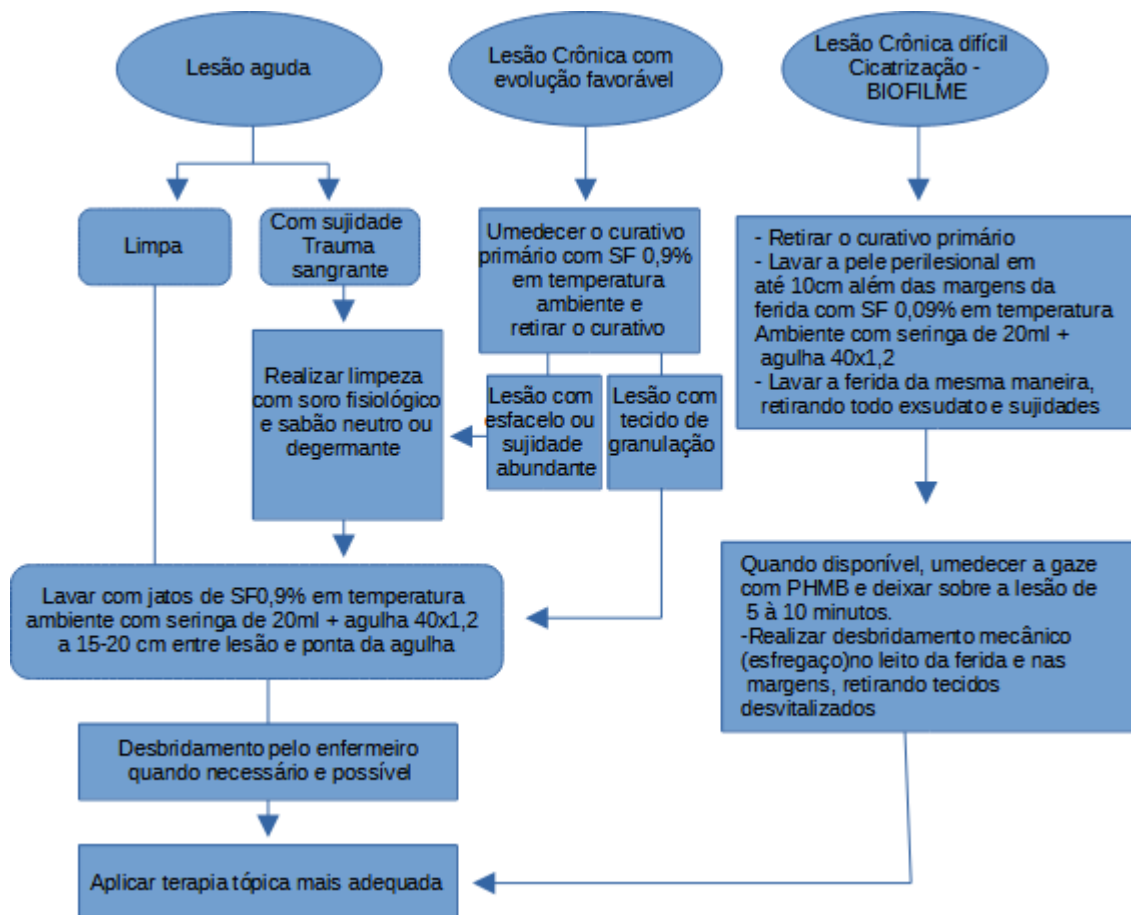 Lesão aguda
Lesão Crônica com
evolução favorável
Lesão Crônica difícil
Cicatrização -
BIOFILME
Limpa
Com sujidade
Trauma
sangrante
Umedecer o curativo
primário com SF 0,9%
em temperatura
ambiente e
retirar o curativo
- Retirar o curativo primário
- Lavar a pele perilesional em
até 10cm além das margens da
ferida com SF 0,09% em temperatura
Ambiente com seringa de 20ml +
agulha 40x1,2
- Lavar a ferida da mesma maneira,
retirando todo exsudato e sujidades
Realizar limpeza
com soro fisiológico
e sabão neutro ou
degermante
Lesão com
esfacelo ou
sujidade
abundante
Lesão com
tecido de
granulação
Quando disponível, umedecer a gaze
com PHMB e deixar sobre a lesão de
5 à 10 minutos.
-Realizar desbridamento mecânico
(esfregaço)no leito da ferida e nas
margens, retirando tecidos
desvitalizados
Lavar com jatos de SF0,9% em temperatura
ambiente com seringa de 20ml + agulha 40x1,2
a 15-20 cm entre lesão e ponta da agulha
Desbridamento pelo enfermeiro
quando necessário e possível
Aplicar terapia tópica mais adequada